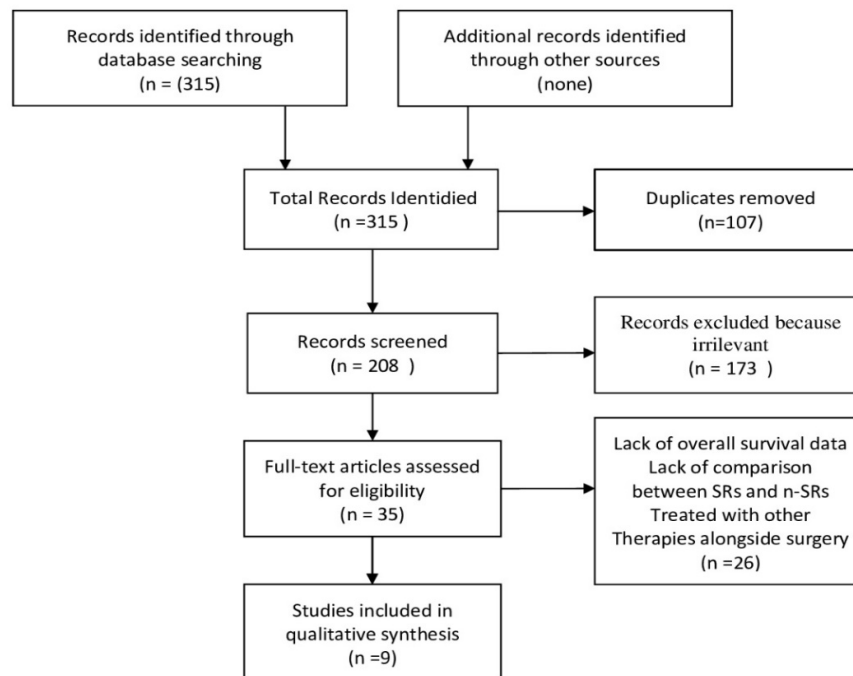 Records identified through
database searching
(n = (315)
Additional records identified
through other sources
(none)
Total Records Identidied
(n =315 )
Duplicates removed
(n=107)
Records screened
(n = 208 )
Records excluded because
irrilevant
(n = 173 )
Full-text articles assessed
for eligibility
(n = 35)
Lack of overall survival data
Lack of comparison
between SRs and n-SRs
Treated with other
Therapies alongside surgery
(n =26)
Studies included in
qualitative synthesis
(n =9)